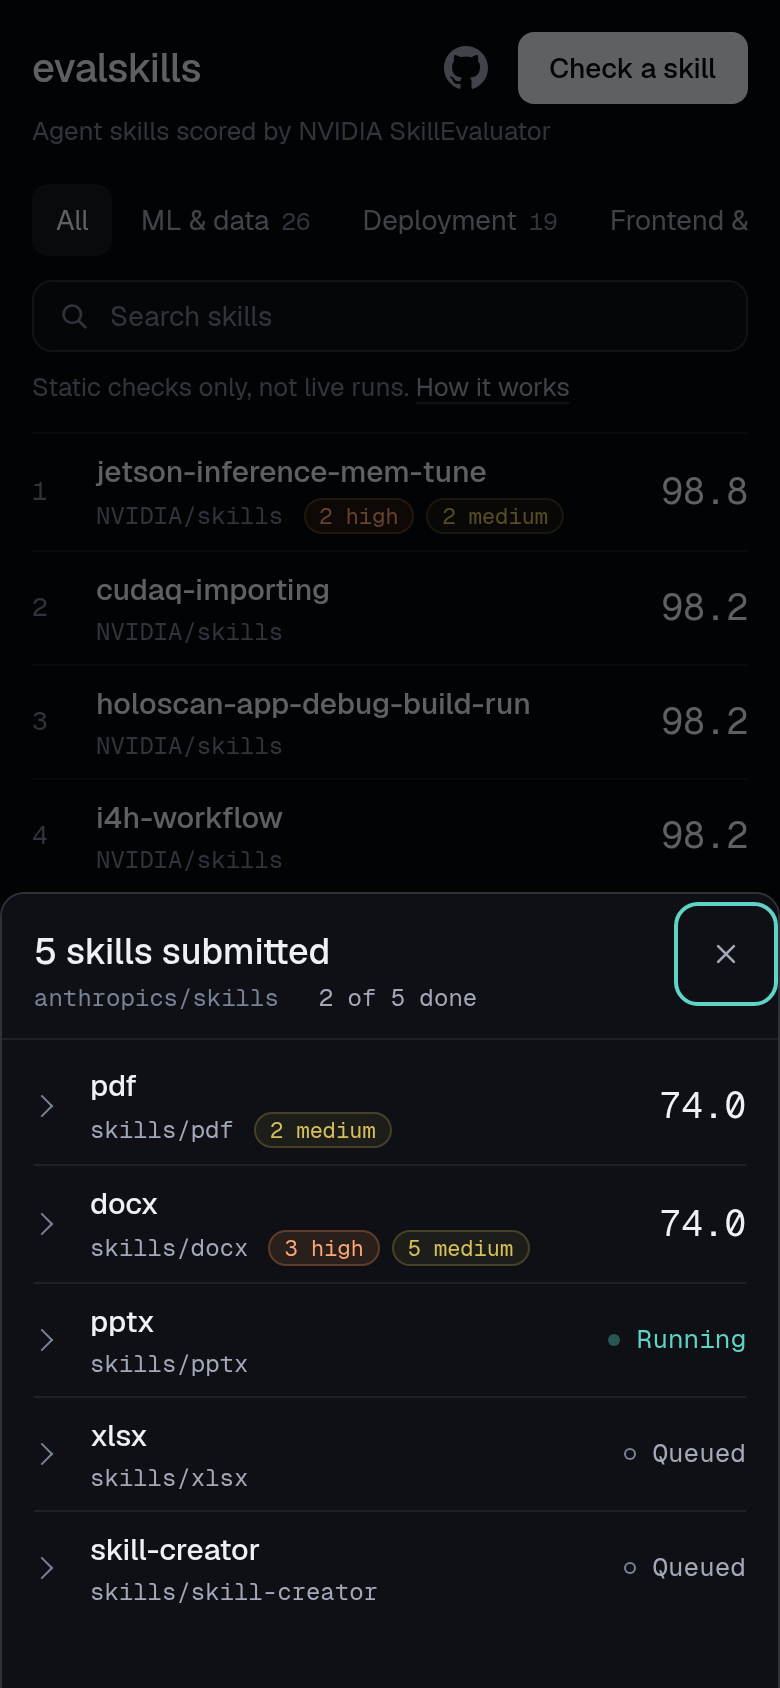 evalskills
Check a skill
Agent skills scored by NVIDIA SkillEvaluator
All ML & data 26 Deployment 19 Frontend &
Search skills
Static checks only, not live runs. How it works
1 jetson-inference-mem-tune 98.8
NVIDIA/skills 2 high 2 medium
2 cudaq-importing 98.2
NVIDIA/skills
3 holoscan-app-debug-build-run 98.2
NVIDIA/skills
4 i4h-workflow 98.2
NVIDIA/skills
5 skills submitted
anthropics/skills 2 of 5 done
pdf 74.0
skills/pdf 2 medium
docx 74.0
skills/docx 3 high 5 medium
pptx Running
skills/pptx
xlsx Queued
skills/xlsx
skill-creator Queued
skills/skill-creator